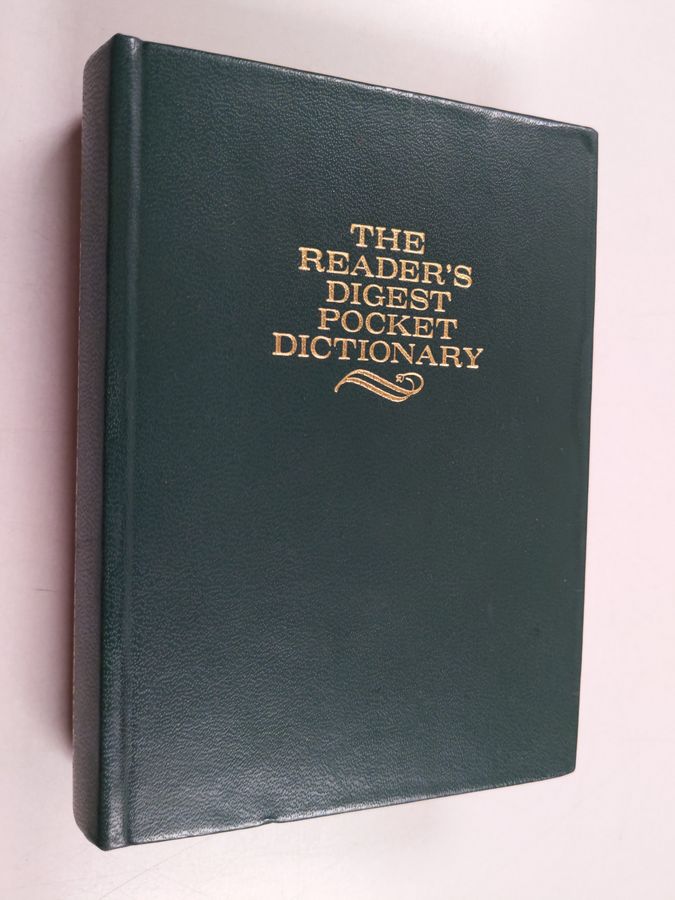 THE
READER'S
DIGEST
POCKET
DICTIONARY